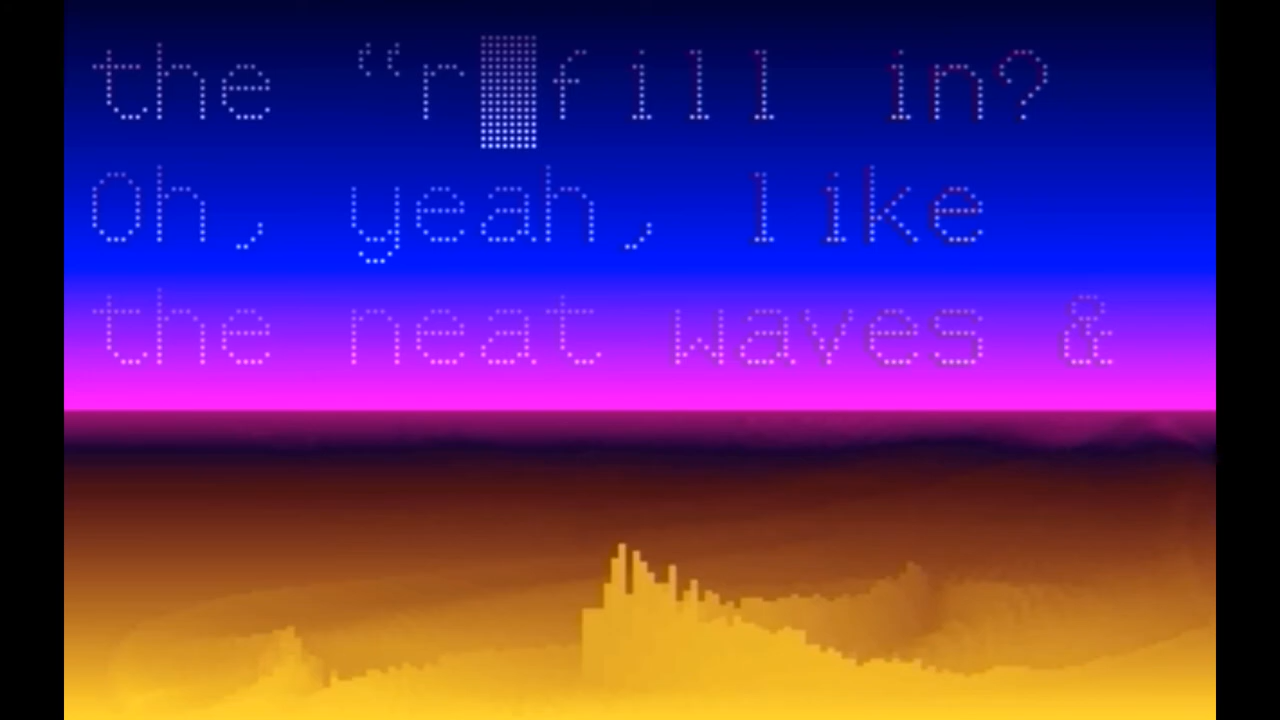 the “r█fill in?
Oh, yeah, like
the neat waves &